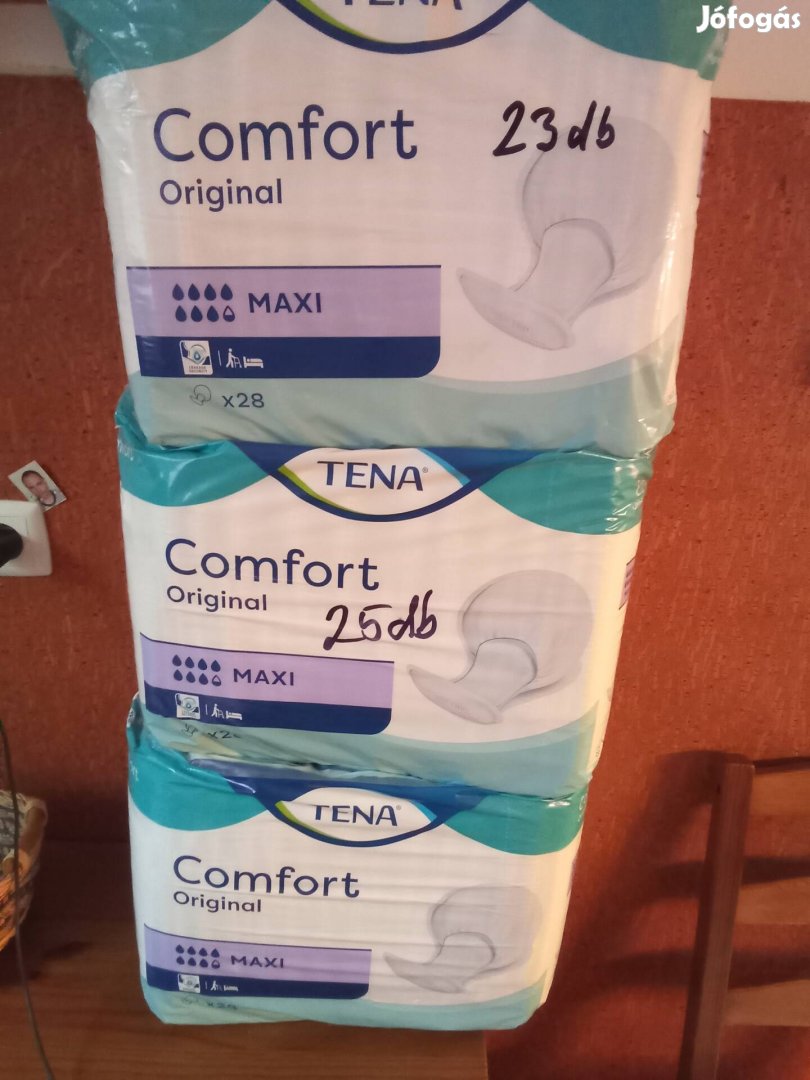 Jófogás
TENA
Comfort
23db
Original
MAXI
x28
TENA®
Comfort
Original
25db
MAXI
TENA®
Comfort
Original
MAXI